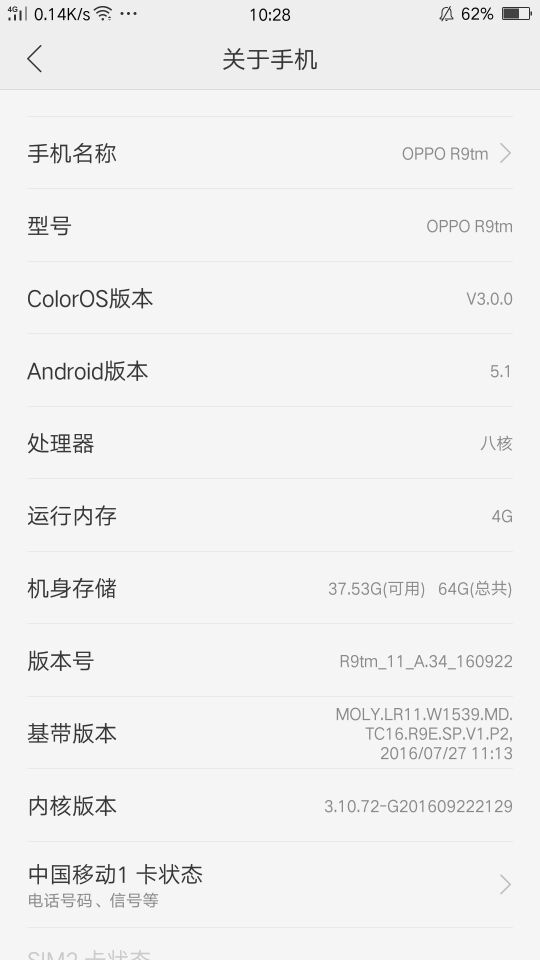 4G 0.14K/s ··· 10:28 62%
关于手机
手机名称 OPPO R9tm
型号 OPPO R9tm
ColorOS版本 V3.0.0
Android版本 5.1
处理器 八核
运行内存 4G
机身存储 37.53G(可用) 64G(总共)
版本号 R9tm_11_A.34_160922
基带版本 MOLY.LR11.W1539.MD.
TC16.R9E.SP.V1.P2,
2016/07/27 11:13
内核版本 3.10.72-G201609222129
中国移动1 卡状态
电话号码、信号等
SIM2 卡状态